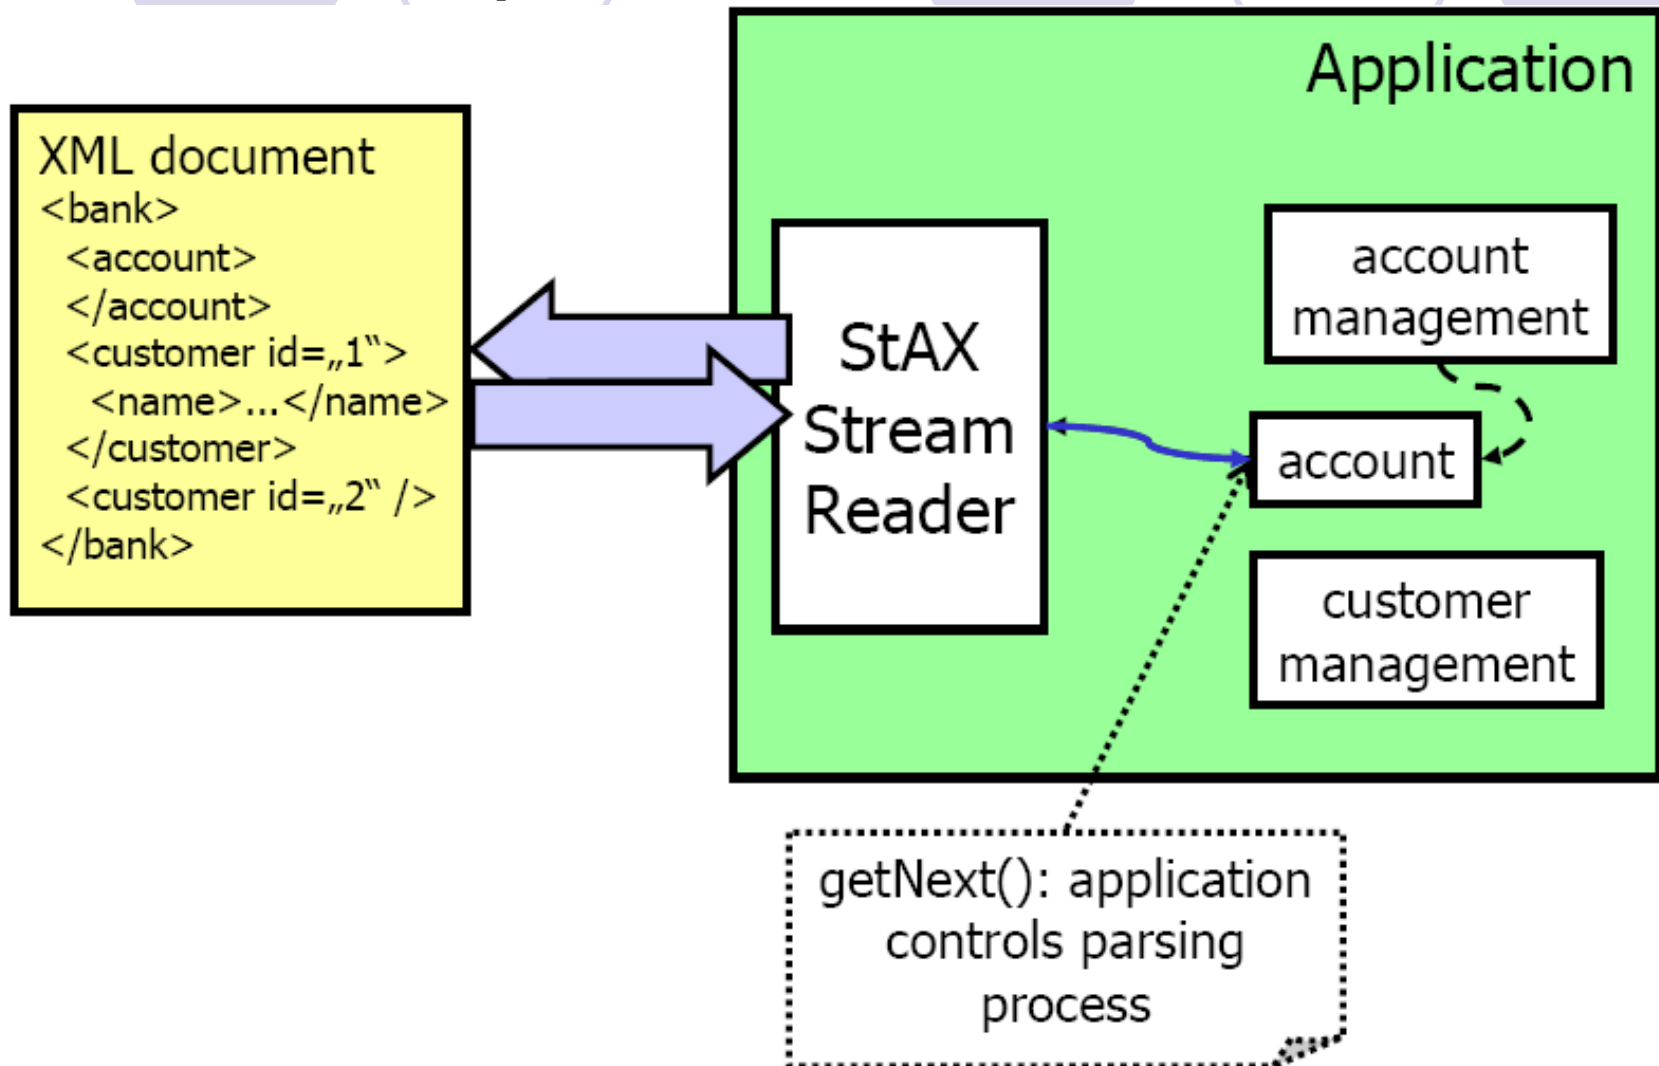 Application
XML document
<bank>
<account>
</account>
<customer id=„1“>
<name>...</name>
</customer>
<customer id=„2“ />
</bank>
StAX
Stream
Reader
account
management
account
customer
management
getNext(): application
controls parsing
process